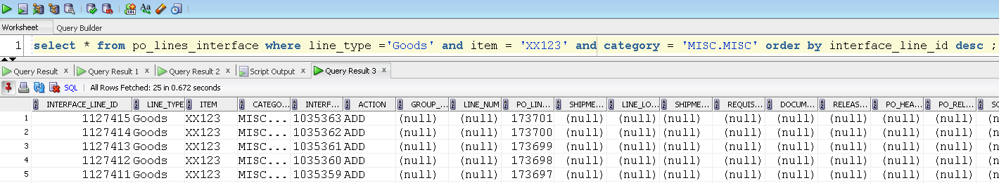 SQL Aa
Worksheet Query Builder
1 select * from po_lines_interface where line_type ='Goods' and item = 'XX123' and category = 'MISC.MISC' order by interface_line_id desc ;
Query Result x Query Result 1 x Query Result 2 x Script Output x Query Result 3 x
SQL | All Rows Fetched: 25 in 0.672 seconds
INTERFACE_LINE_ID LINE_TYPE ITEM CATEGO... INTERF... ACTION GROUP_... LINE_NUM PO_LIN... SHIPME... LINE_LO... SHIPME... REQUIS... DOCUM... RELEAS... PO_HEA... PO_REL...
1 1127415 Goods XX123 MISC... 1035363 ADD (null) (null) 173701 (null) (null) (null) (null) (null) (null) (null) (null)
2 1127414 Goods XX123 MISC... 1035362 ADD (null) (null) 173700 (null) (null) (null) (null) (null) (null) (null) (null)
3 1127413 Goods XX123 MISC... 1035361 ADD (null) (null) 173699 (null) (null) (null) (null) (null) (null) (null) (null)
4 1127412 Goods XX123 MISC... 1035360 ADD (null) (null) 173698 (null) (null) (null) (null) (null) (null) (null) (null)
5 1127411 Goods XX123 MISC... 1035359 ADD (null) (null) 173697 (null) (null) (null) (null) (null) (null) (null) (null)